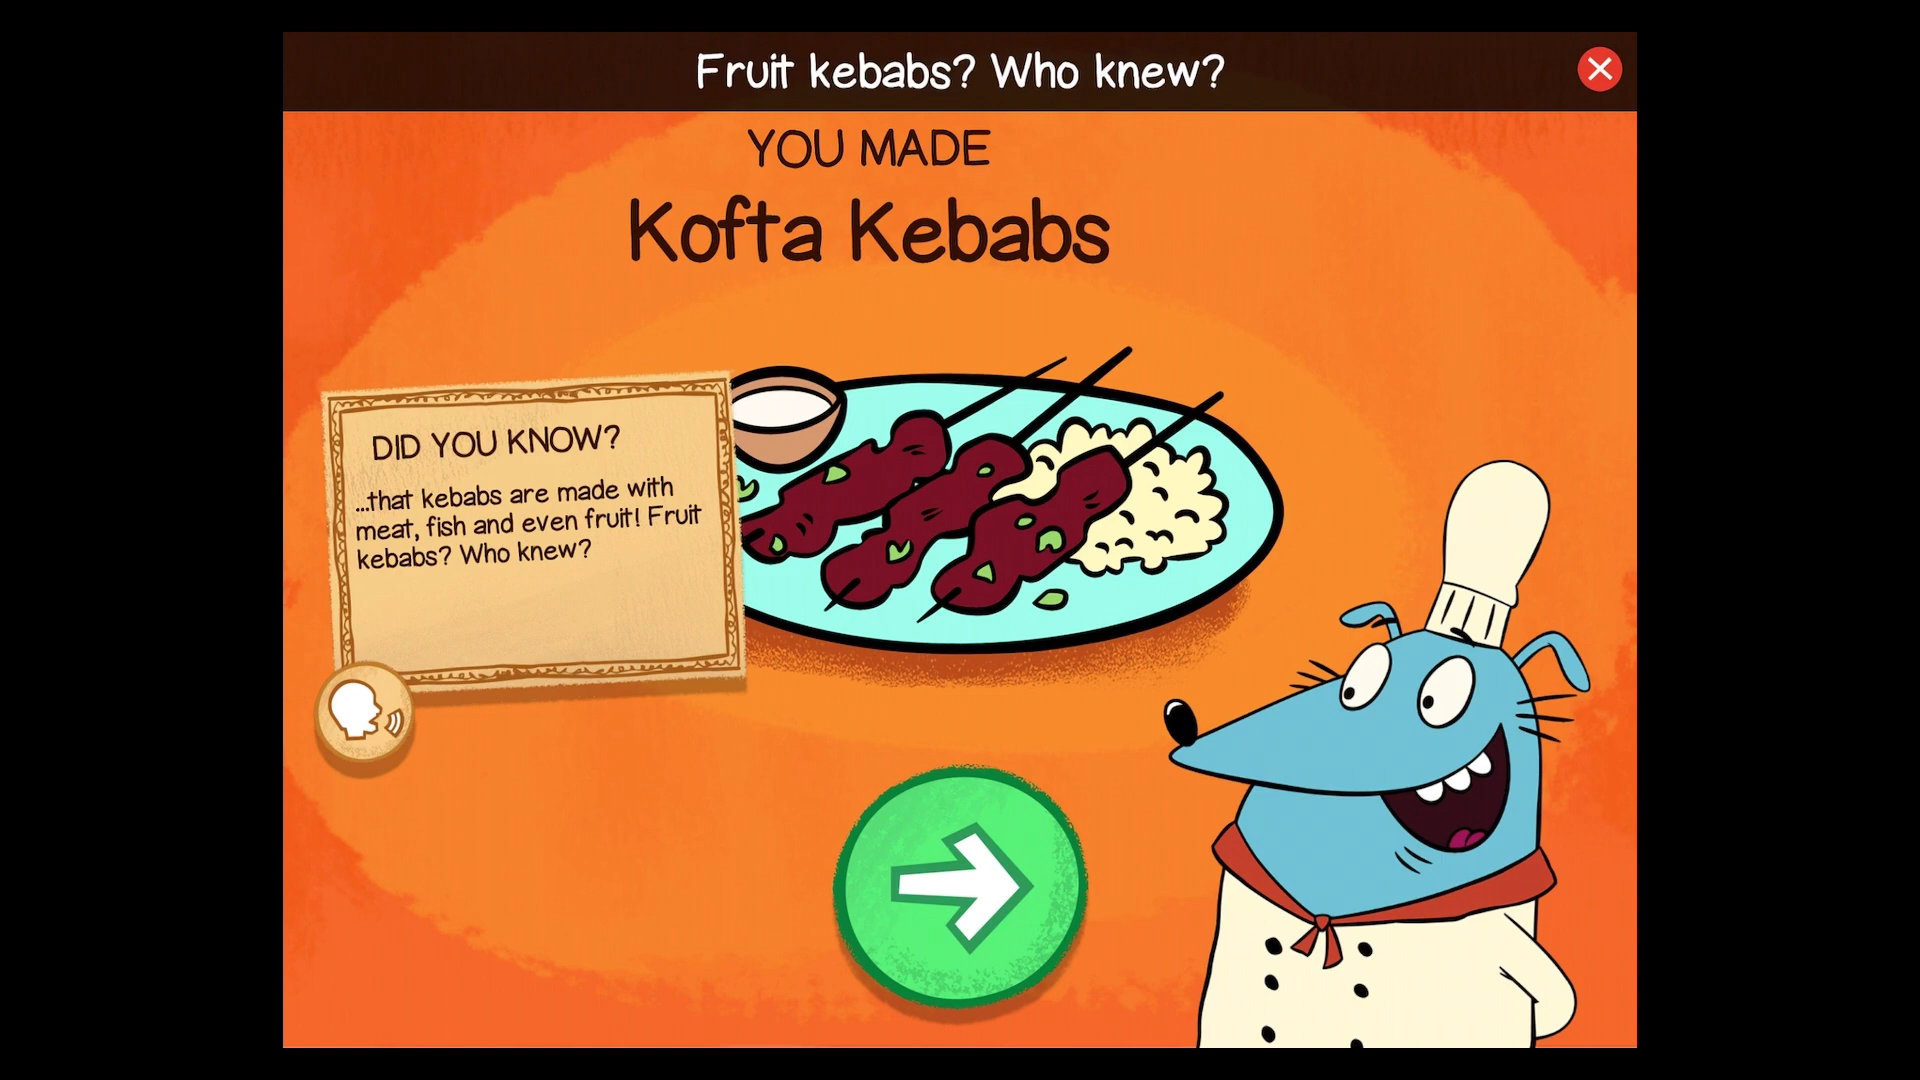 Fruit kebabs? Who knew?
YOU MADE
Kofta Kebabs
DID YOU KNOW?
...that kebabs are made with
meat, fish and even fruit! Fruit
kebabs? Who knew?